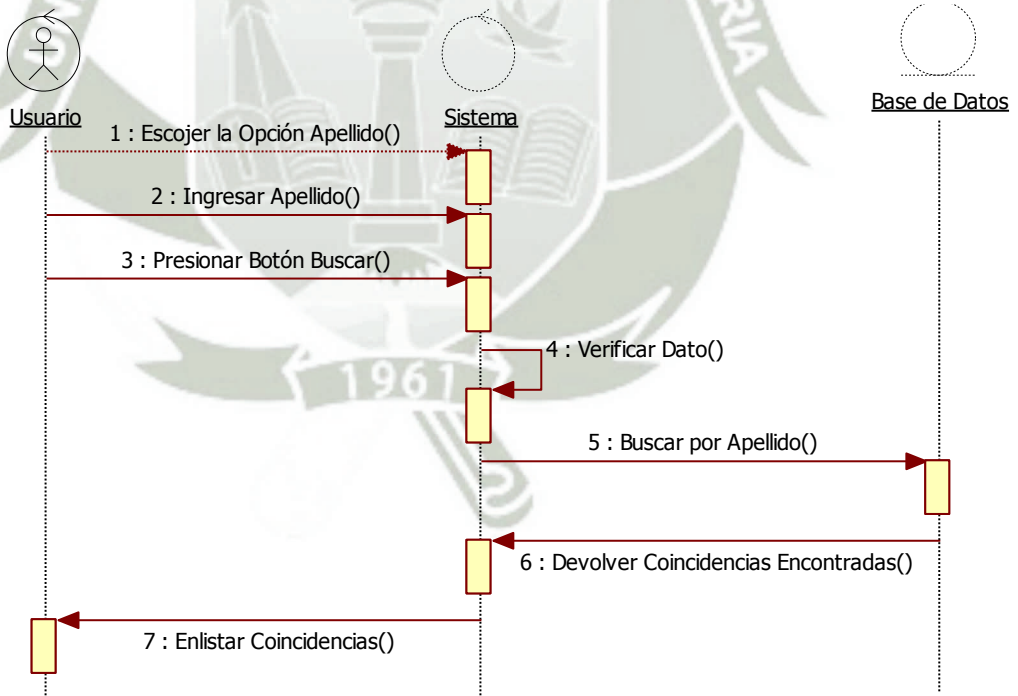 Usuario
Sistema
Base de Datos
1 : Escojer la Opción Apellido()
2 : Ingresar Apellido()
3 : Presionar Botón Buscar()
4 : Verificar Dato()
1961
5 : Buscar por Apellido()
6 : Devolver Coincidencias Encontradas()
7 : Enlistar Coincidencias()